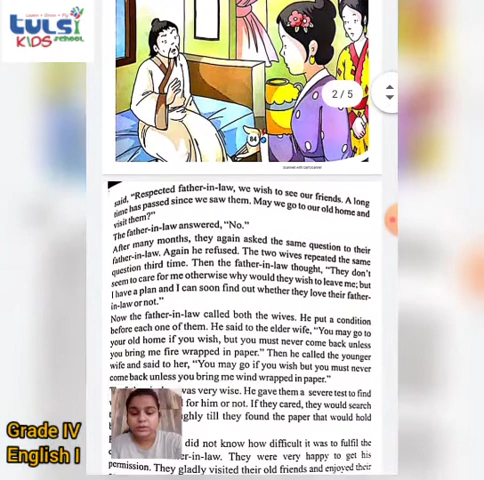 Learn • Shine • Fly
tulsi
KIDS school
84
2 / 5
Scanned with CamScanner
said, “Respected father-in-law, we wish to see our friends. A long
time has passed since we saw them. May we go to our old home and
visit them?”
The father-in-law answered, “No.”
After many months, they again asked the same question to their
father-in-law. Again he refused. The two wives repeated the same
question third time. Then the father-in-law thought, “They don’t
seem to care for me otherwise why would they wish to leave me; but
I have a plan and I can soon find out whether they love their father-
in-law or not.”
Now the father-in-law called both the wives. He put a condition
before each one of them. He said to the elder wife, “You may go to
your old home if you wish, but you must never come back unless
you bring me fire wrapped in paper.” Then he called the younger
wife and said to her, “You may go if you wish but you must never
come back unless you bring me wind wrapped in paper.”
was very wise. He gave them a severe test to find
for him or not. If they cared, they would search
ghly till they found the paper that would hold
did not know how difficult it was to fulfil the
er-in-law. They were very happy to get his
permission. They gladly visited their old friends and enjoyed their
Grade IV
English I